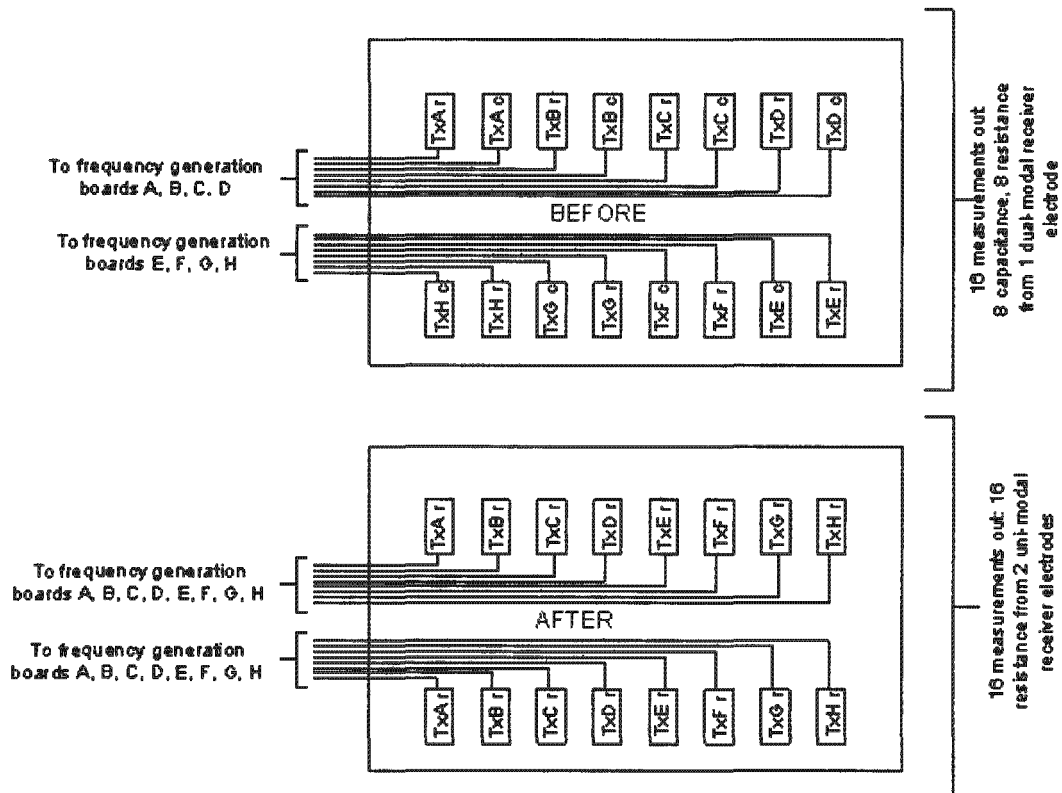 TxA r
TxA c
TxB r
TxB c
TxC r
TxC c
TxD r
TxD c
To frequency generation
boards A, B, C, D
BEFORE
To frequency generation
boards E, F, G, H
TxH c
TxH r
TxG c
TxG r
TxF c
TxF r
TxE c
TxE r
16 measurements out
8 capacitance, 8 resistance
from 1 dual-modal receiver
electrode
TxA r
TxB r
TxC r
TxD r
TxE r
TxF r
TxG r
TxH r
To frequency generation
boards A, B, C, D, E, F, G, H
AFTER
To frequency generation
boards A, B, C, D, E, F, G, H
TxA r
TxB r
TxC r
TxD r
TxE r
TxF r
TxG r
TxH r
16 measurements out: 16
resistance from 2 uni-modal
receiver electrodes